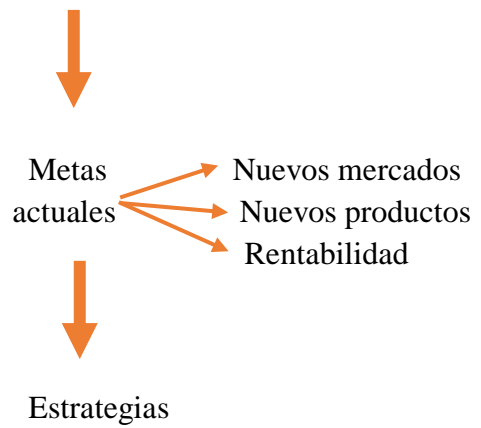 Metas
actuales
Nuevos mercados
Nuevos productos
Rentabilidad
Estrategias